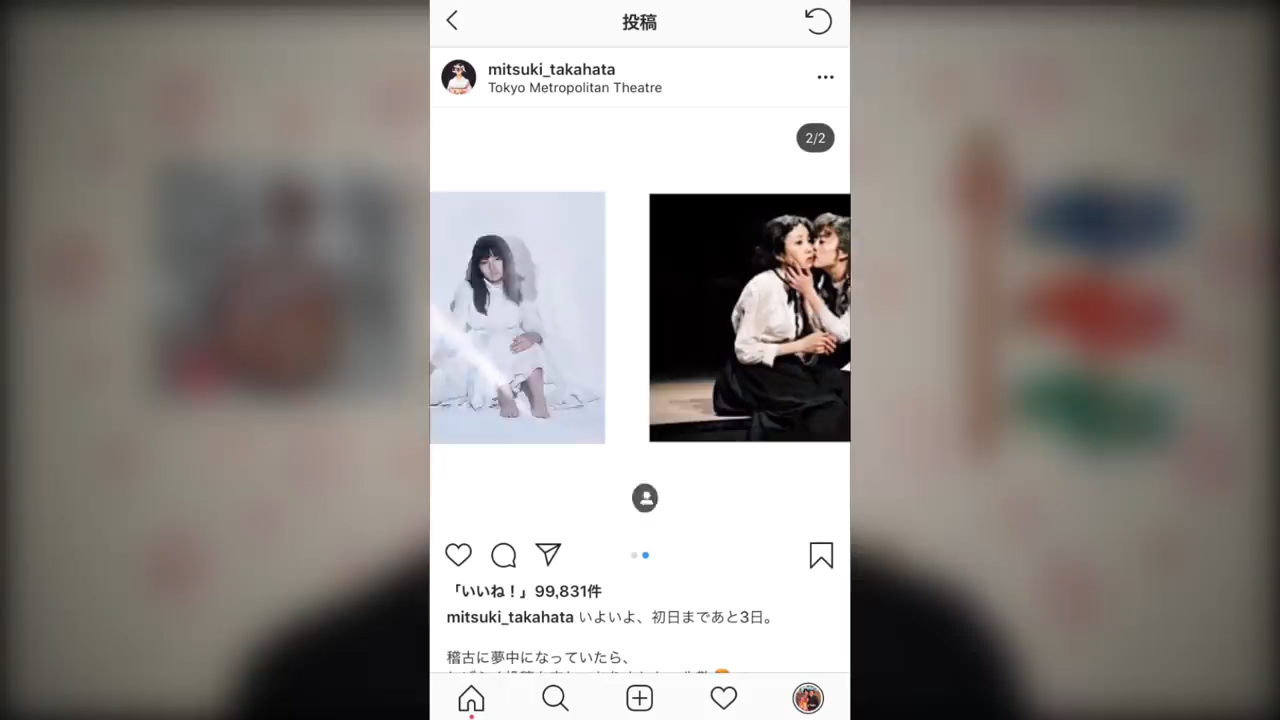 投稿
mitsuki_takahata
Tokyo Metropolitan Theatre
2/2
「いいね！」99,831件
mitsuki_takahata いよいよ、初日まであと3日。
稽古に夢中になっていたら、